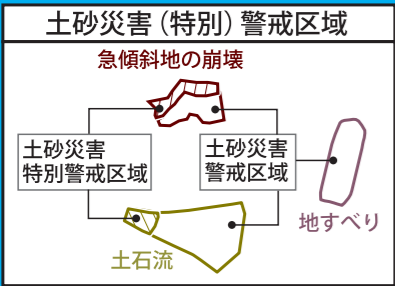 土砂災害（特別）警戒区域
急傾斜地の崩壊
土砂災害
特別警戒区域
土砂災害
警戒区域
地すべり
土石流